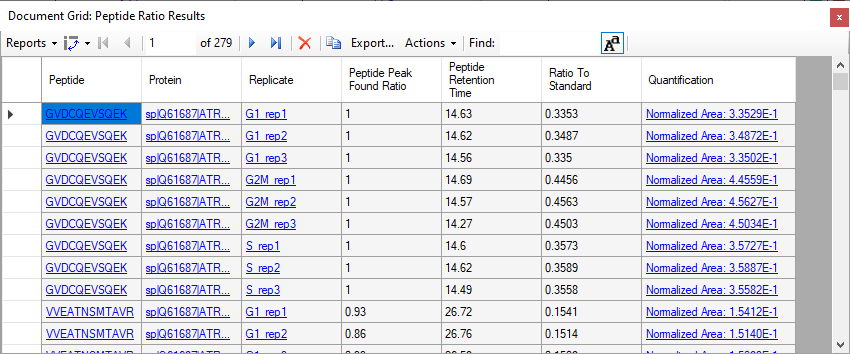 Document Grid: Peptide Ratio Results
Reports 1 of 279 Export... Actions Find: Aa
Peptide Protein Replicate Peptide Peak Found Ratio Peptide Retention Time Ratio To Standard Quantification
GVDCQEVSQEK sp|Q61687|ATR... G1_rep1 1 14.63 0.3353 Normalized Area: 3.3529E-1
GVDCQEVSQEK sp|Q61687|ATR... G1_rep2 1 14.62 0.3487 Normalized Area: 3.4872E-1
GVDCQEVSQEK sp|Q61687|ATR... G1_rep3 1 14.56 0.335 Normalized Area: 3.3502E-1
GVDCQEVSQEK sp|Q61687|ATR... G2M_rep1 1 14.69 0.4456 Normalized Area: 4.4559E-1
GVDCQEVSQEK sp|Q61687|ATR... G2M_rep2 1 14.57 0.4563 Normalized Area: 4.5627E-1
GVDCQEVSQEK sp|Q61687|ATR... G2M_rep3 1 14.27 0.4503 Normalized Area: 4.5034E-1
GVDCQEVSQEK sp|Q61687|ATR... S_rep1 1 14.6 0.3573 Normalized Area: 3.5727E-1
GVDCQEVSQEK sp|Q61687|ATR... S_rep2 1 14.62 0.3589 Normalized Area: 3.5887E-1
GVDCQEVSQEK sp|Q61687|ATR... S_rep3 1 14.49 0.3558 Normalized Area: 3.5582E-1
VVEATNSMTAVR sp|Q61687|ATR... G1_rep1 0.93 26.72 0.1541 Normalized Area: 1.5412E-1
VVEATNSMTAVR sp|Q61687|ATR... G1_rep2 0.86 26.76 0.1514 Normalized Area: 1.5140E-1